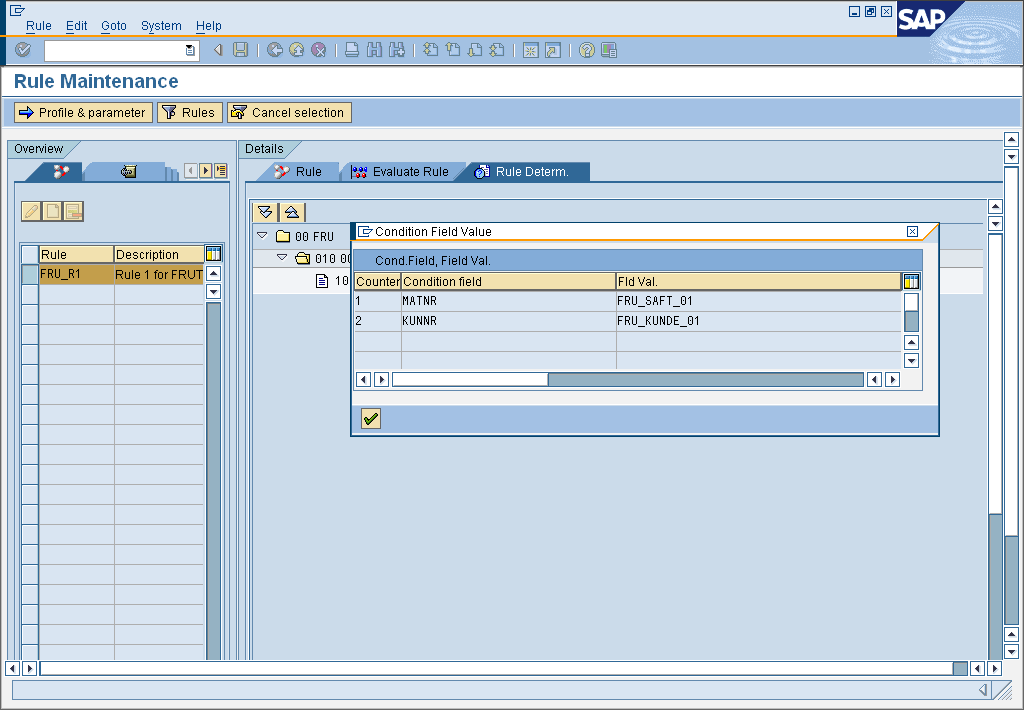 Rule Edit Goto System Help
SAP
Rule Maintenance
Profile & parameter Rules Cancel selection
Overview
Details
Rule Evaluate Rule Rule Determ.
Rule Description
FRU_R1 Rule 1 for FRUT
00 FRU
010 00
10
Condition Field Value
Cond.Field, Field Val.
Counter Condition field Fld Val.
1 MATNR FRU_SAFT_01
2 KUNNR FRU_KUNDE_01